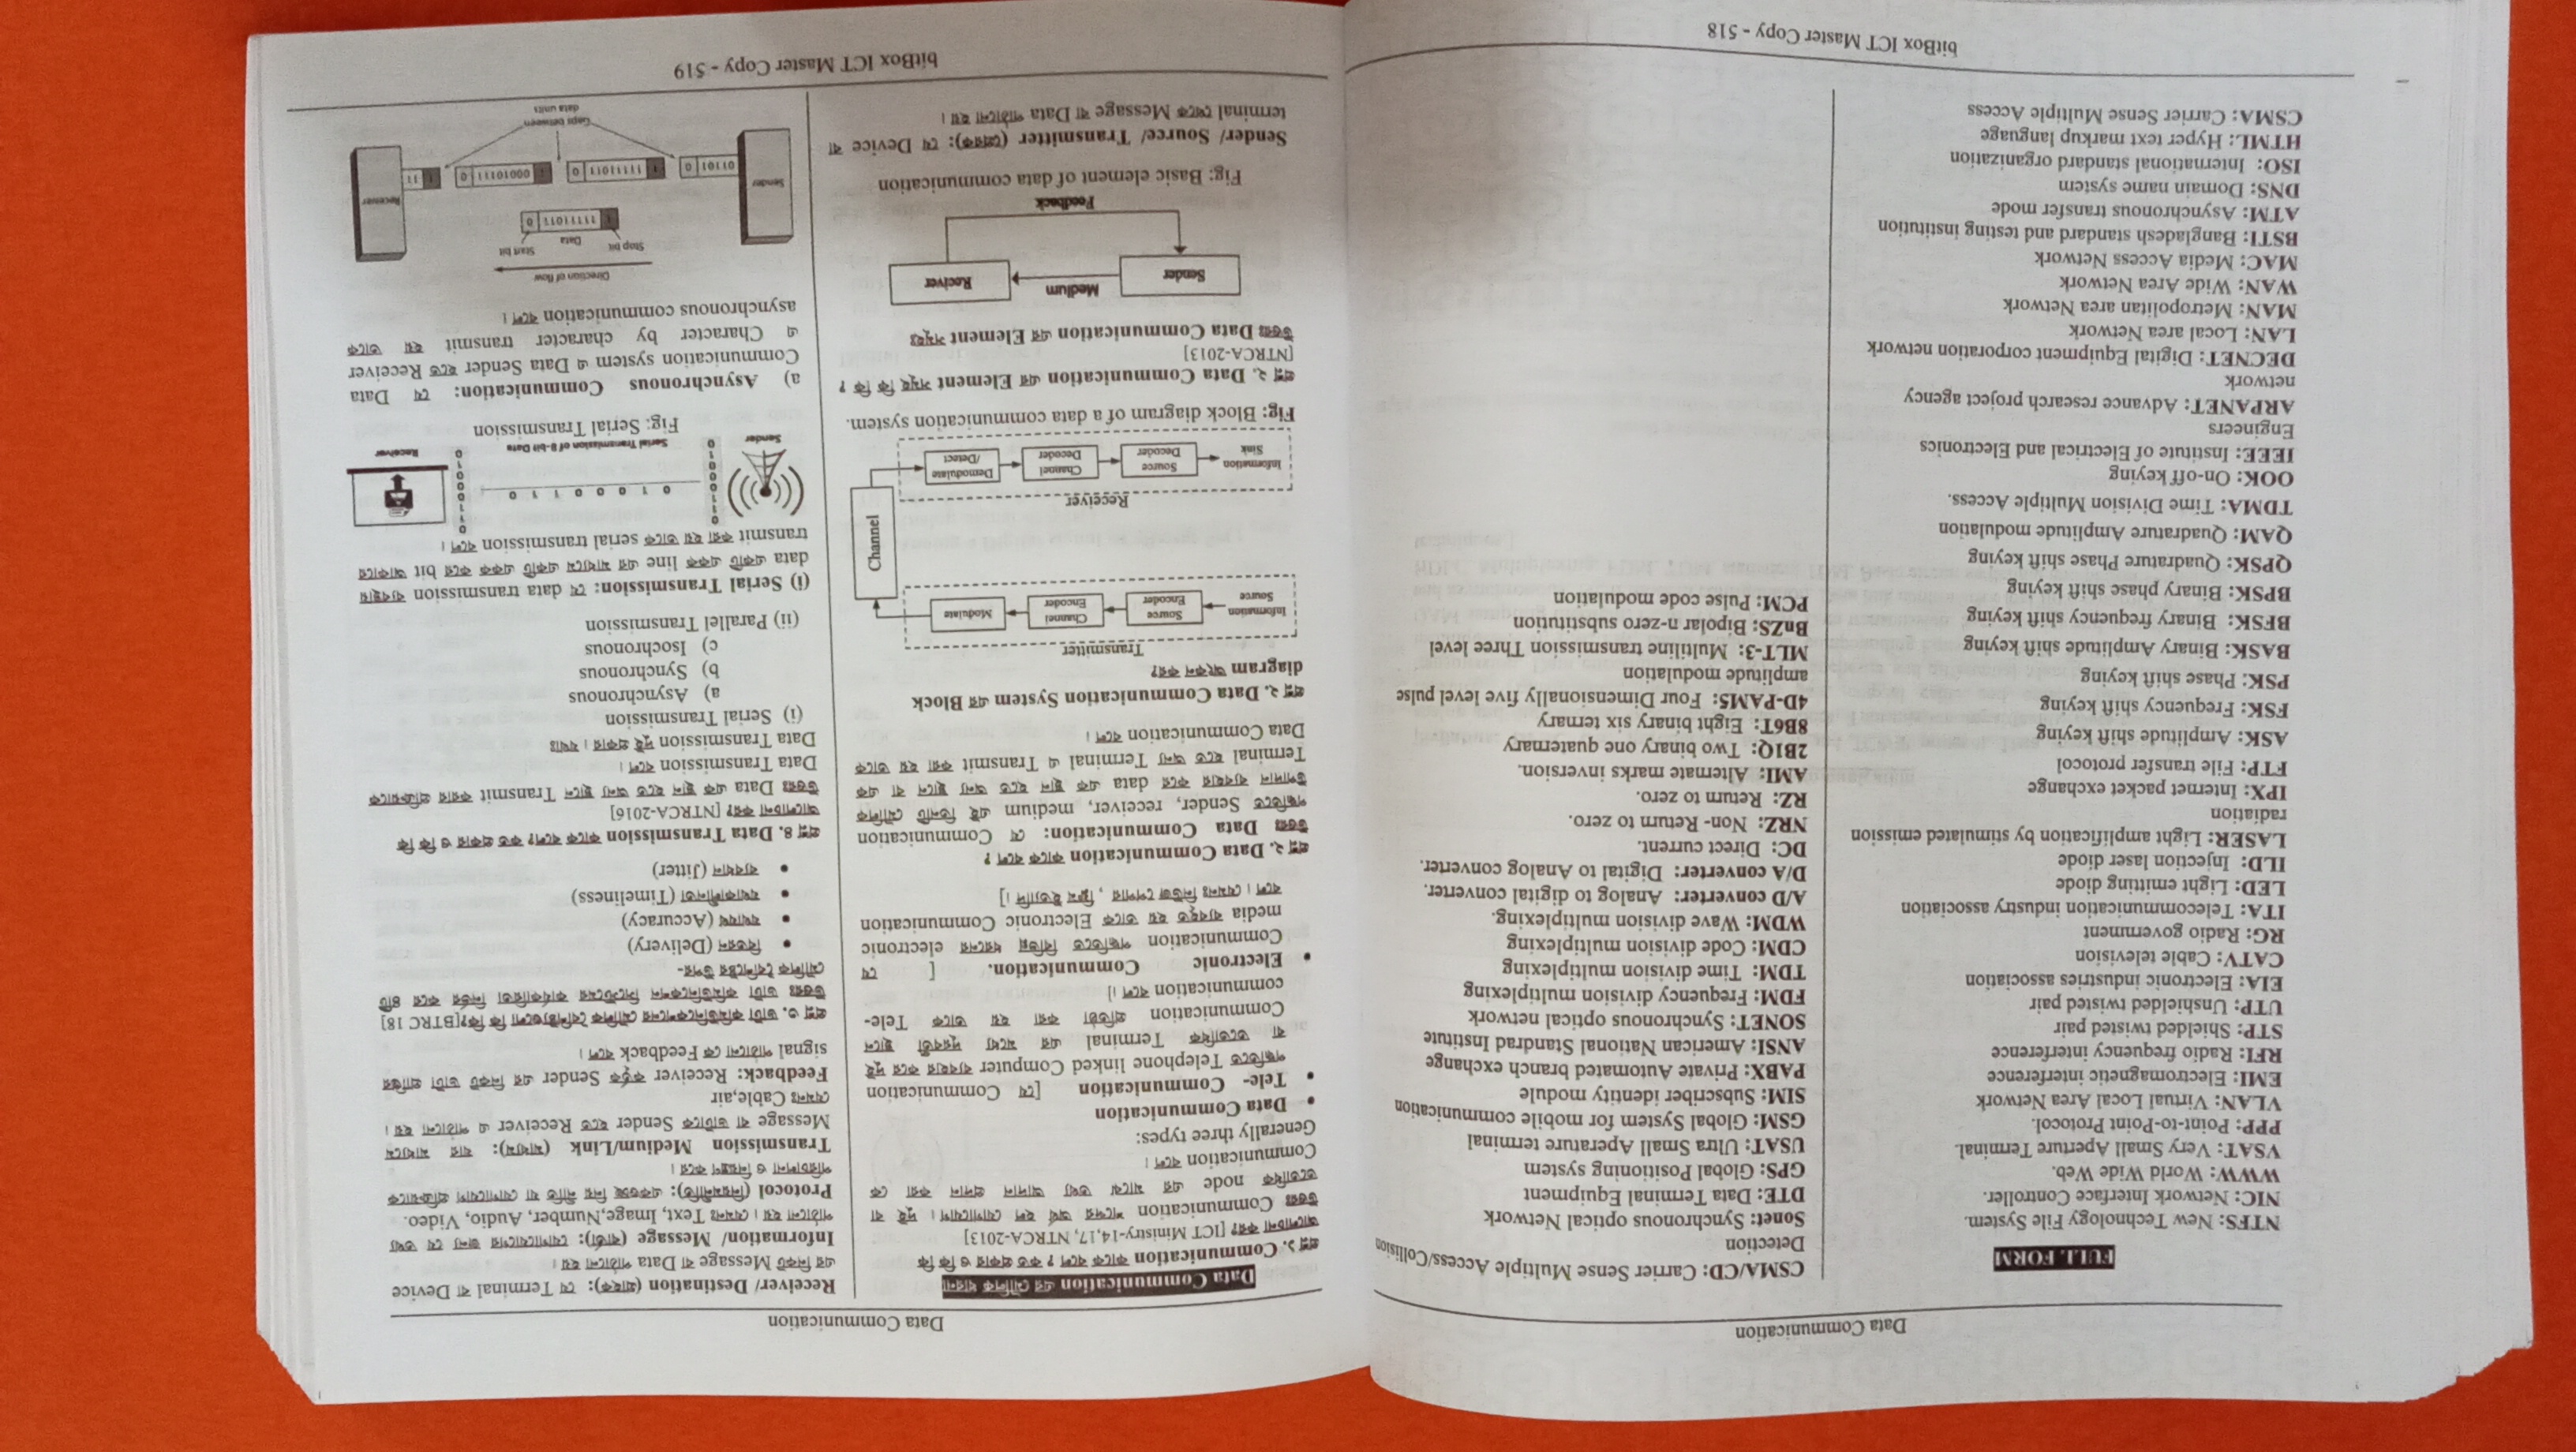 Data Communication
FULL FORM
NTFS: New Technology File System.
NIC: Network Interface Controller.
WWW: World Wide Web.
VSAT: Very Small Aperture Terminal.
PPP: Point-to-Point Protocol.
VLAN: Virtual Local Area Network
EMI: Electromagnetic interference
RFI: Radio frequency interference
STP: Shielded twisted pair
UTP: Unshielded twisted pair
EIA: Electronic industries association
CATV: Cable television
RG: Radio government
ITA: Telecommunication industry association
LED: Light emitting diode
ILD: Injection laser diode
LASER: Light amplification by stimulated emission
radiation
IPX: Internet packet exchange
FTP: File transfer protocol
ASK: Amplitude shift keying
FSK: Frequency shift keying
PSK: Phase shift keying
BASK: Binary Amplitude shift keying
BFSK: Binary frequency shift keying
BPSK: Binary phase shift keying
QPSK: Quadrature Phase shift keying
QAM: Quadrature Amplitude modulation
TDMA: Time Division Multiple Access.
OOK: On-off keying
IEEE: Institute of Electrical and Electronics
Engineers
ARPANET: Advance research project agency
network
DECNET: Digital Equipment corporation network
LAN: Local area Network
MAN: Metropolitan area Network
WAN: Wide Area Network
MAC: Media Access Network
BSTI: Bangladesh standard and testing institution
ATM: Asynchronous transfer mode
DNS: Domain name system
ISO: International standard organization
HTML: Hyper text markup language
CSMA: Carrier Sense Multiple Access
CSMA/CD: Carrier Sense Multiple Access/Collision
Detection
Sonet: Synchronous optical Network
DTE: Data Terminal Equipment
GPS: Global Positioning system
USAT: Ultra Small Aperature terminal
GSM: Global System for mobile communication
SIM: Subscriber identity module
PABX: Private Automated branch exchange
ANSI: American National Standrad Institute
SONET: Synchronous optical network
FDM: Frequency division multiplexing
TDM: Time division multiplexing
CDM: Code division multiplexing
WDM: Wave division multiplexing.
A/D converter: Analog to digital converter.
D/A converter: Digital to Analog converter.
DC: Direct current.
NRZ: Non- Return to zero.
RZ: Return to zero.
AMI: Alternate marks inversion.
2B1Q: Two binary one quaternary
8B6T: Eight binary six ternary
4D-PAM5: Four Dimensionally five level pulse
amplitude modulation
MLT-3: Multiline transmission Three level
BnZS: Bipolar n-zero substitution
PCM: Pulse code modulation
bitBox ICT Master Copy - 518
Data Communication
Data Communication এর মৌলিক ধারনা
প্রশ্ন ১. Communication কাকে বলে ? কত প্রকার ও কি কি
আলোচনা কর? [ICT Ministry-14,17, NTRCA-2013]
উত্তরঃ Communication শব্দের অর্থ হল যোগাযোগ। দুই বা
ততোধিক node এর মাঝে তথ্য আদান প্রদান করা কে
Communication বলে।
Generally three types:
• Data Communication
• Tele- Communication [যে Communication
পদ্ধতিতে Telephone linked Computer ব্যবহার করে দুই
বা ততোধিক Terminal এর মধ্যে দূরবর্তী স্থানে
Communication প্রতিষ্ঠা করা হয় তাকে Tele-
communication বলে।]
• Electronic Communication. [ যে
Communication পদ্ধতিতে বিভিন্ন ধরনের electronic
media ব্যবহৃত হয় তাকে Electronic Communication
বলে। যেমনঃ নিউজ পেপার , ফ্লিম ইত্যাদি।]
প্রশ্ন ২. Data Communication কাকে বলে ?
উত্তরঃ Data Communication: যে Communication
পদ্ধতিতে Sender, receiver, medium এই তিনটি মৌলিক
উপাদান ব্যবহার করে data এক স্থান হতে অন্য স্থানে বা এক
Terminal হতে অন্য Terminal এ Transmit করা হয় তাকে
Data Communication বলে।
প্রশ্ন ২. Data Communication System এর Block
diagram অংকন কর?
Transmitter
Information Source
Source Encoder
Channel Encoder
Modulate
Channel
Receiver
Information Sink
Source Decoder
Channel Decoder
Demodulate /Detect
Fig: Block diagram of a data communication system.
প্রশ্ন ২. Data Communication এর Element সমূহ কি কি ?
[NTRCA-2013]
উত্তরঃ Data Communication এর Element সমূহঃ
Sender
Medium
Reciver
Feedback
Fig: Basic element of data communication
Sender/ Source/ Transmitter (প্রেরক): যে Device বা
terminal থেকে Message বা Data পাঠানো হয়।
Receiver/ Destination (গ্রাহক): যে Terminal বা Device
এর নিকট Message বা Data পাঠানো হয়।
Information/ Message (বার্তা): যোগাযোগের জন্য যে তথ্য
পাঠানো হয়। যেমনঃ Text, Image,Number, Audio, Video.
Protocol (নিয়মনীতি): একগুচ্ছ নিয় নীতি যা যোগাযোগ প্রক্রিয়াকে
পরিচালনা ও নিয়ন্ত্রণ করে।
Transmission Medium/Link (মাধ্যম): যার মাধ্যমে
Message বা ডাটাকে Sender হতে Receiver এ পাঠানো হয়।
যেমনঃ Cable,air
Feedback: Receiver কর্তৃক Sender এর নিকট ডাটা প্রাপ্তির
signal পাঠানো কে Feedback বলে।
প্রশ্ন ৩. ডাটা কমিউনিকেশনের মৌলিক বৈশিষ্ট্যগুলো কি কি?[BTRC 18]
উত্তরঃ ডাটা কমিউনিকেশন সিস্টেমের কার্যকারিতা নির্ভর করে ৪টি
মৌলিক বৈশিষ্ট্যের উপর-
• বিতরন (Delivery)
• যথাযথ (Accuracy)
• যথাকালীনতা (Timeliness)
• ব্যবধান (Jitter)
প্রশ্ন ৪. Data Transmission কাকে বলে? কত প্রকার ও কি কি
আলোচনা কর? [NTRCA-2016]
উত্তরঃ Data এক স্থান হতে অন্য স্থানে Transmit করার প্রক্রিয়াকে
Data Transmission বলে।
Data Transmission দুই প্রকার। যথাঃ
(i) Serial Transmission
a) Asynchronous
b) Synchronous
c) Isochronous
(ii) Parallel Transmission
(i) Serial Transmission: যে data transmission ব্যবস্থায়
data একটি একক line এর মাধ্যমে একটি একক করে bit আকারে
transmit করা হয় তাকে serial transmission বলে।
0 1 1 0 0 0 1 0
0 1 0 0 0 1 1 0
0 1 1 0 0 0 1 0
Sender
Serial Transmission of 8-bit Data
Receiver
Fig: Serial Transmission
a) Asynchronous Communication: যে Data
Communication system এ Data Sender হতে Receiver
এ Character by character transmit হয় তাকে
asynchronous communication বলে।
Direction of flow
Stop bit
Data
Start bit
1 11111011 0
Sender
01101 0
1 11111011 0
1 00010111 0
1 11
Receiver
Gaps between
data units
bitBox ICT Master Copy - 519